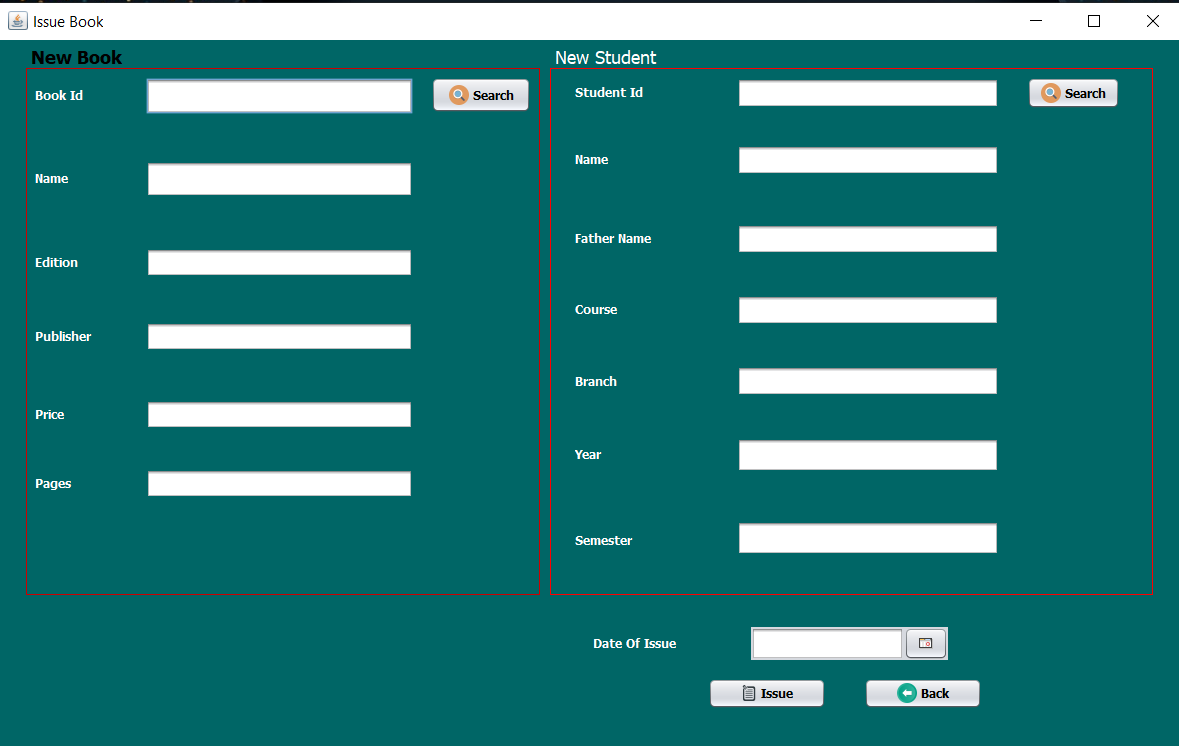 Issue Book
New Book
Book Id
Search
Name
Edition
Publisher
Price
Pages
New Student
Student Id
Search
Name
Father Name
Course
Branch
Year
Semester
Date Of Issue
Issue
Back